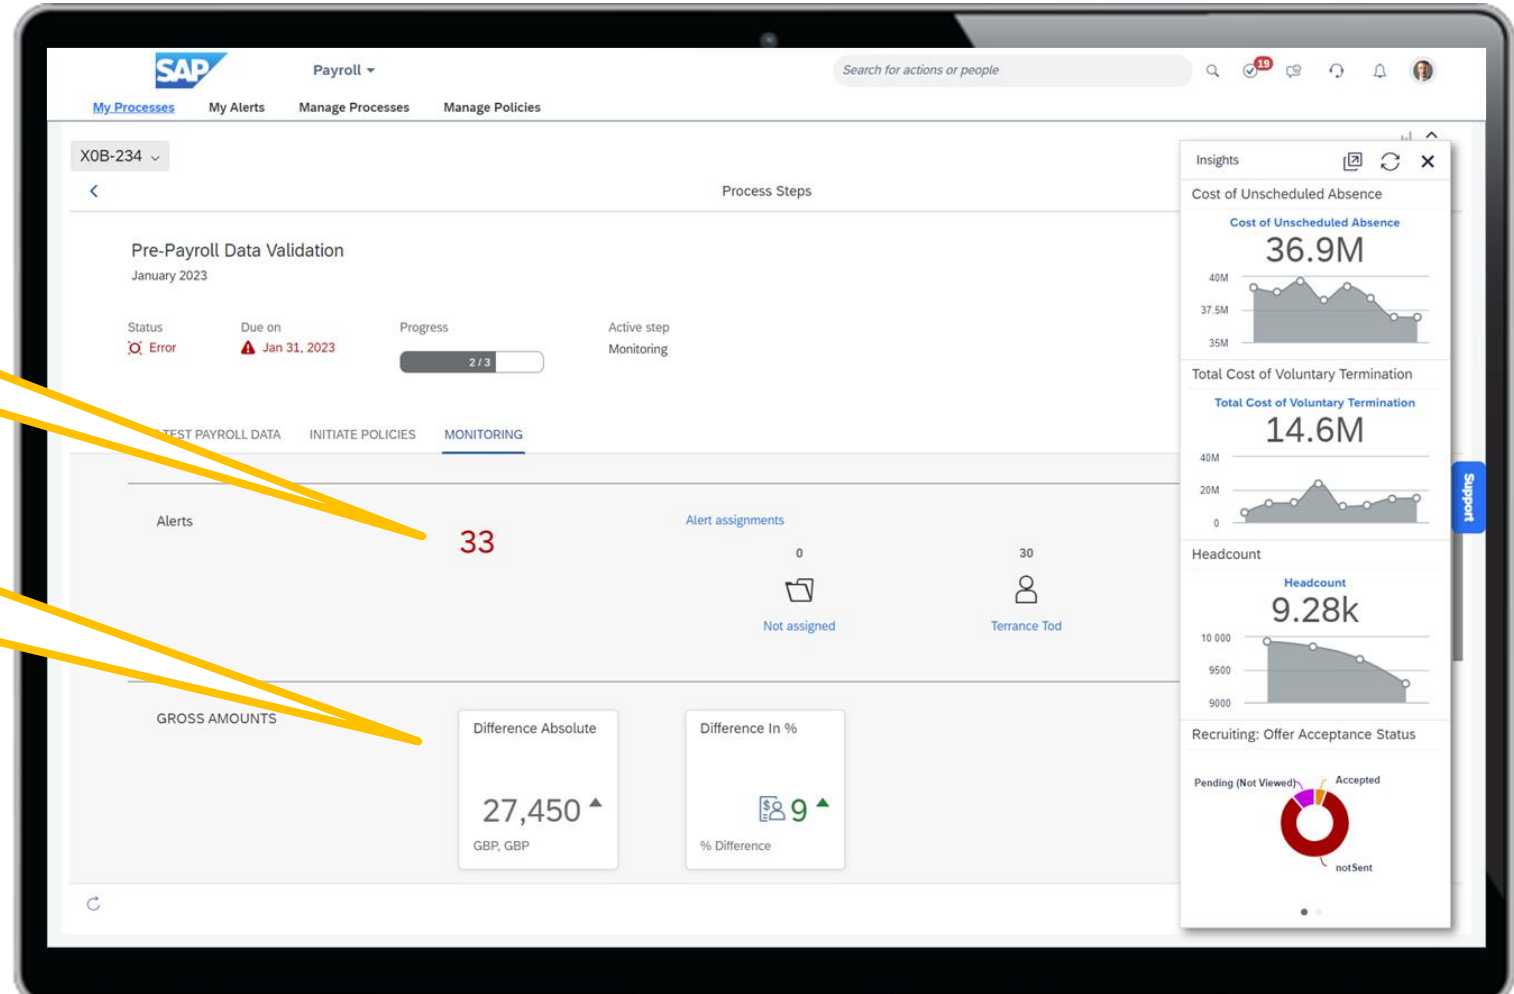 SAP
Payroll
Search for actions or people
19
My Processes
My Alerts
Manage Processes
Manage Policies
X0B-234
Process Steps
Pre-Payroll Data Validation
January 2023
Status
Due on
Progress
Active step
Error
Jan 31, 2023
2 / 3
Monitoring
TEST PAYROLL DATA
INITIATE POLICIES
MONITORING
Alerts
33
Alert assignments
0
30
Not assigned
Terrance Tod
GROSS AMOUNTS
Difference Absolute
27,450
GBP, GBP
Difference In %
9
% Difference
Insights
Cost of Unscheduled Absence
Cost of Unscheduled Absence
36.9M
40M
37.5M
35M
Total Cost of Voluntary Termination
Total Cost of Voluntary Termination
14.6M
40M
20M
0
Headcount
Headcount
9.28k
10 000
9500
9000
Recruiting: Offer Acceptance Status
Pending (Not Viewed)
Accepted
notSent
Support